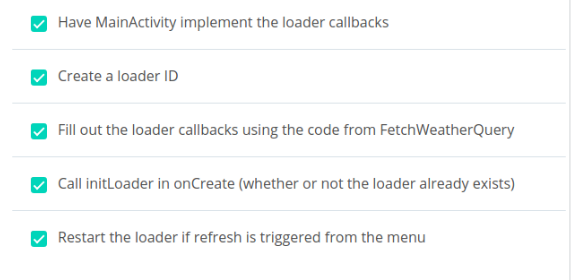 Have MainActivity implement the loader callbacks
Create a loader ID
Fill out the loader callbacks using the code from FetchWeatherQuery
Call initLoader in onCreate (whether or not the loader already exists)
Restart the loader if refresh is triggered from the menu